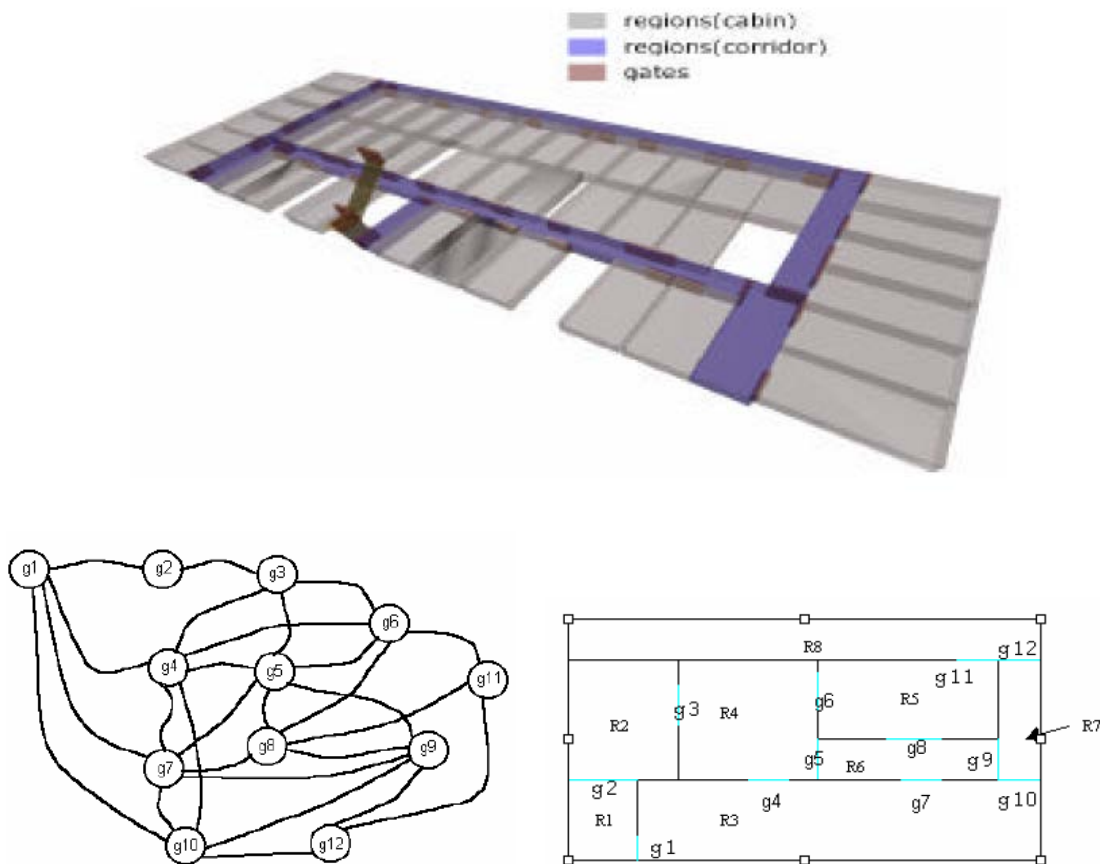 regions(cabin)
regions(corridor)
gates
g1
g2
g3
g6
g4
g5
g11
g8
g9
g7
g10
g12
R8
g12
g11
g3
g6
R5
R2
R4
R7
g5
g8
g9
R6
g2
g4
g7
g10
R1
R3
g1